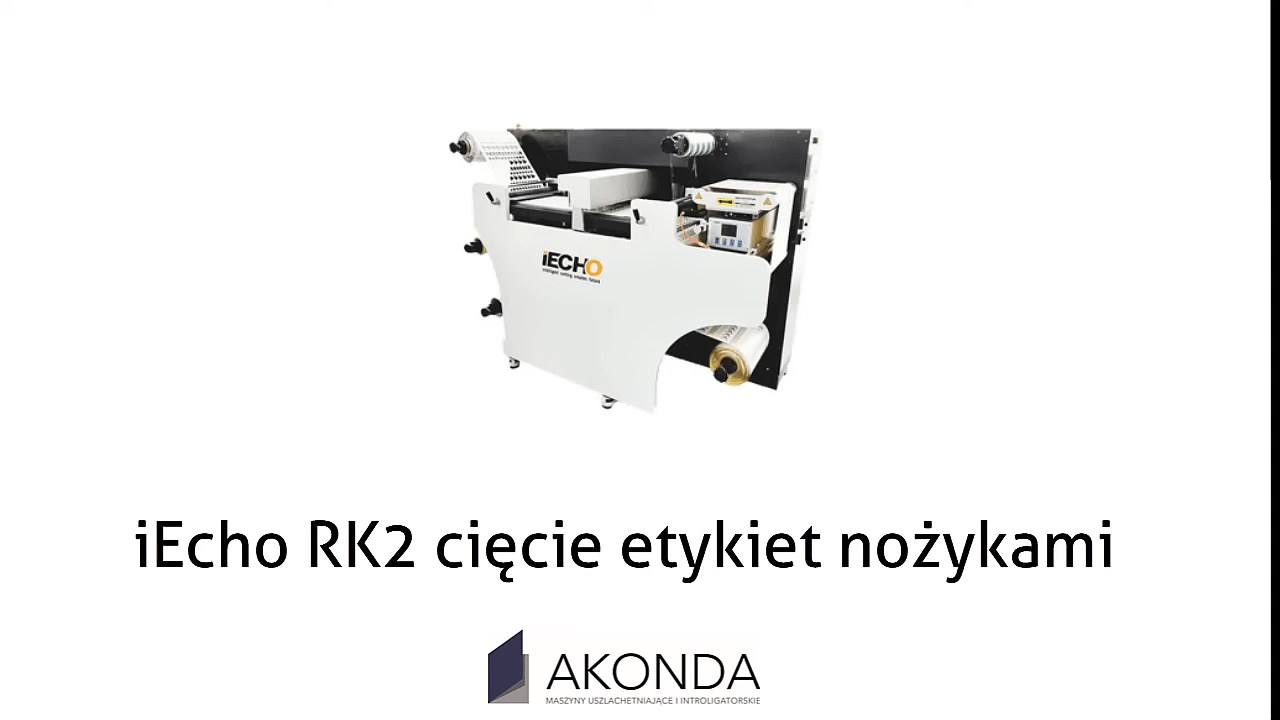 iECHO
iEcho RK2 cięcie etykiet nożykami
AKONDA
MASZYNY USZLACHETNIAJĄCE I INTROLIGATORSKIE